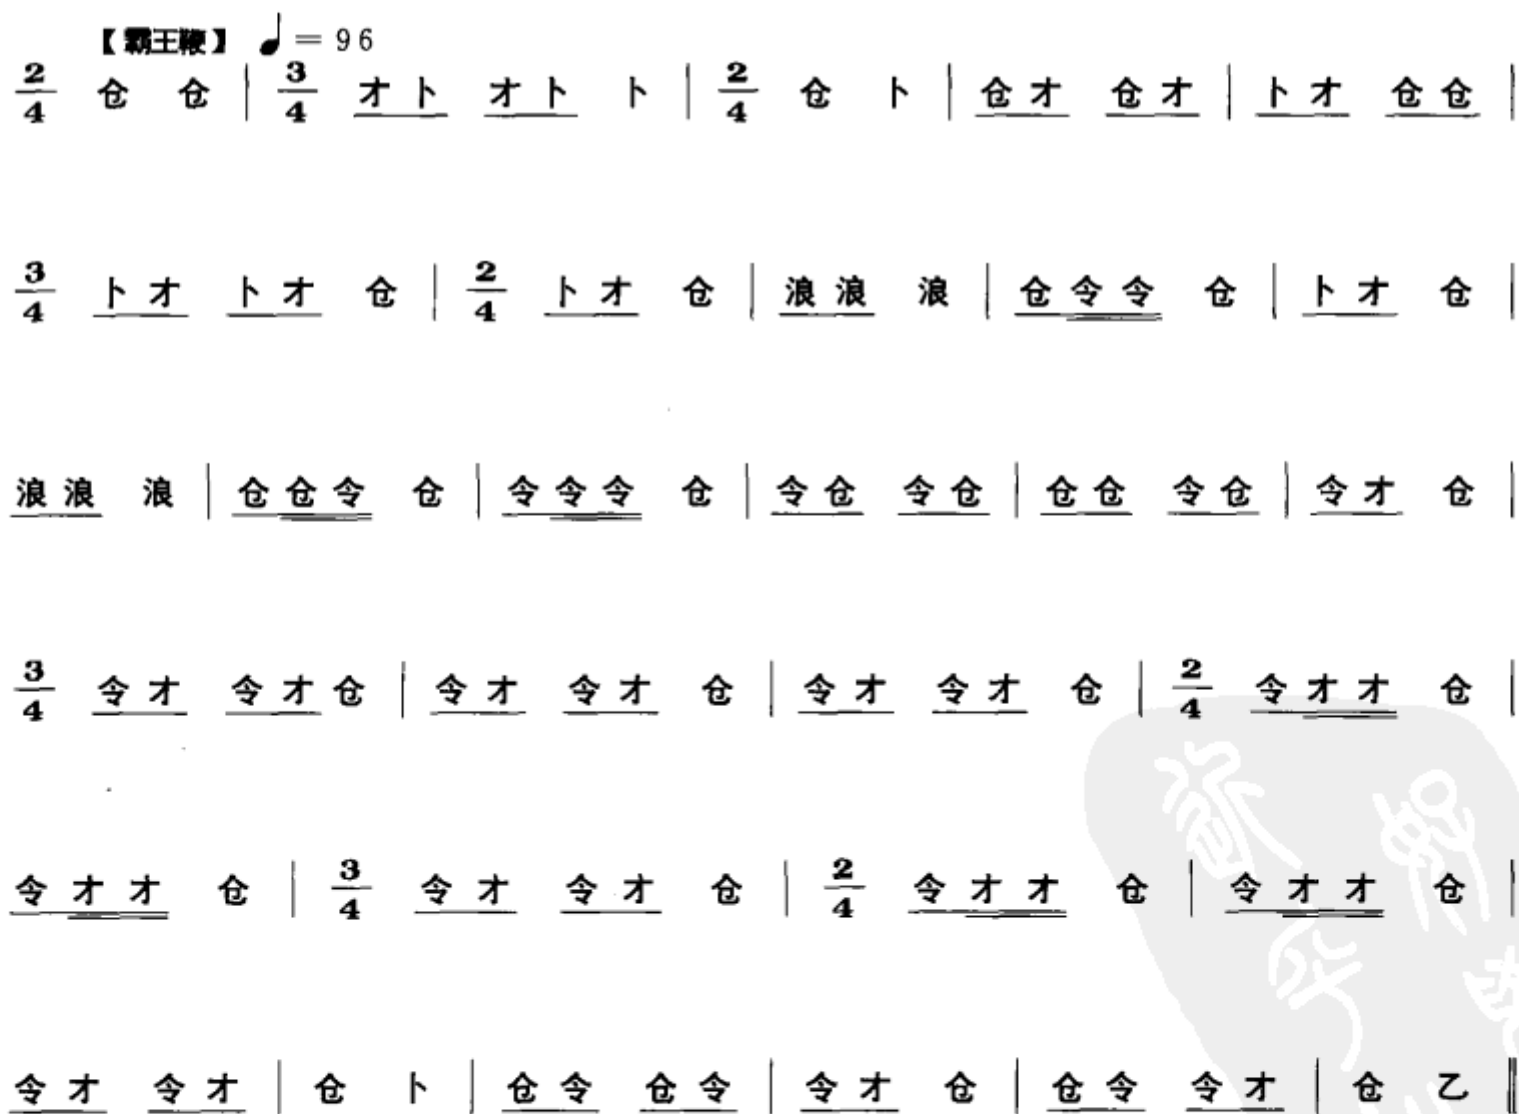 【霸王鞭】 ♩＝96
2/4 仓 仓 | 3/4 才卜 才卜 卜 | 2/4 仓 卜 | 仓才 仓才 | 卜才 仓仓 |
3/4 卜才 卜才 仓 | 2/4 卜才 仓 | 浪浪 浪 | 仓令令 仓 | 卜才 仓 |
浪浪 浪 | 仓仓令 仓 | 令令令 仓 | 令仓 令仓 | 仓仓 令仓 | 令才 仓 |
3/4 令才 令才 仓 | 令才 令才 仓 | 令才 令才 仓 | 2/4 令才才 仓 |
令才才 仓 | 3/4 令才 令才 仓 | 2/4 令才才 仓 | 令才才 仓 |
令才 令才 | 仓 卜 | 仓令 仓令 | 令才 仓 | 仓令 令才 | 仓 乙 ‖